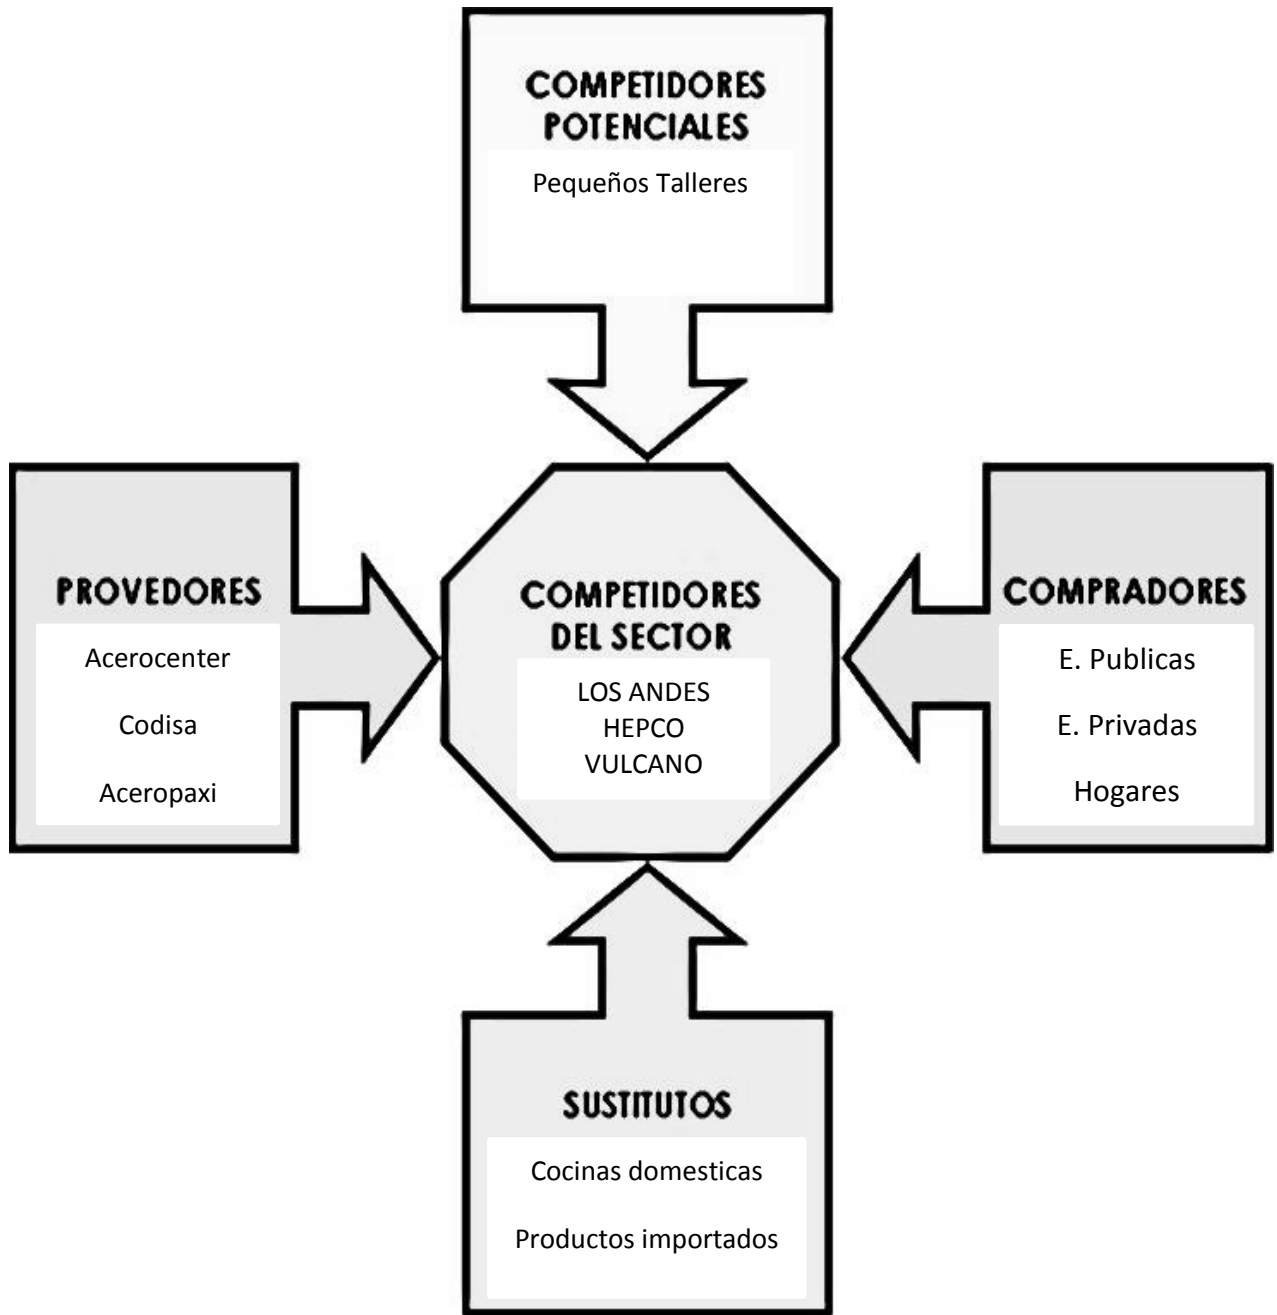 COMPETIDORES
POTENCIALES
Pequeños Talleres
PROVEDORES
Acerocenter
Codisa
Aceropaxi
COMPETIDORES
DEL SECTOR
LOS ANDES
HEPCO
VULCANO
COMPRADORES
E. Publicas
E. Privadas
Hogares
SUSTITUTOS
Cocinas domesticas
Productos importados